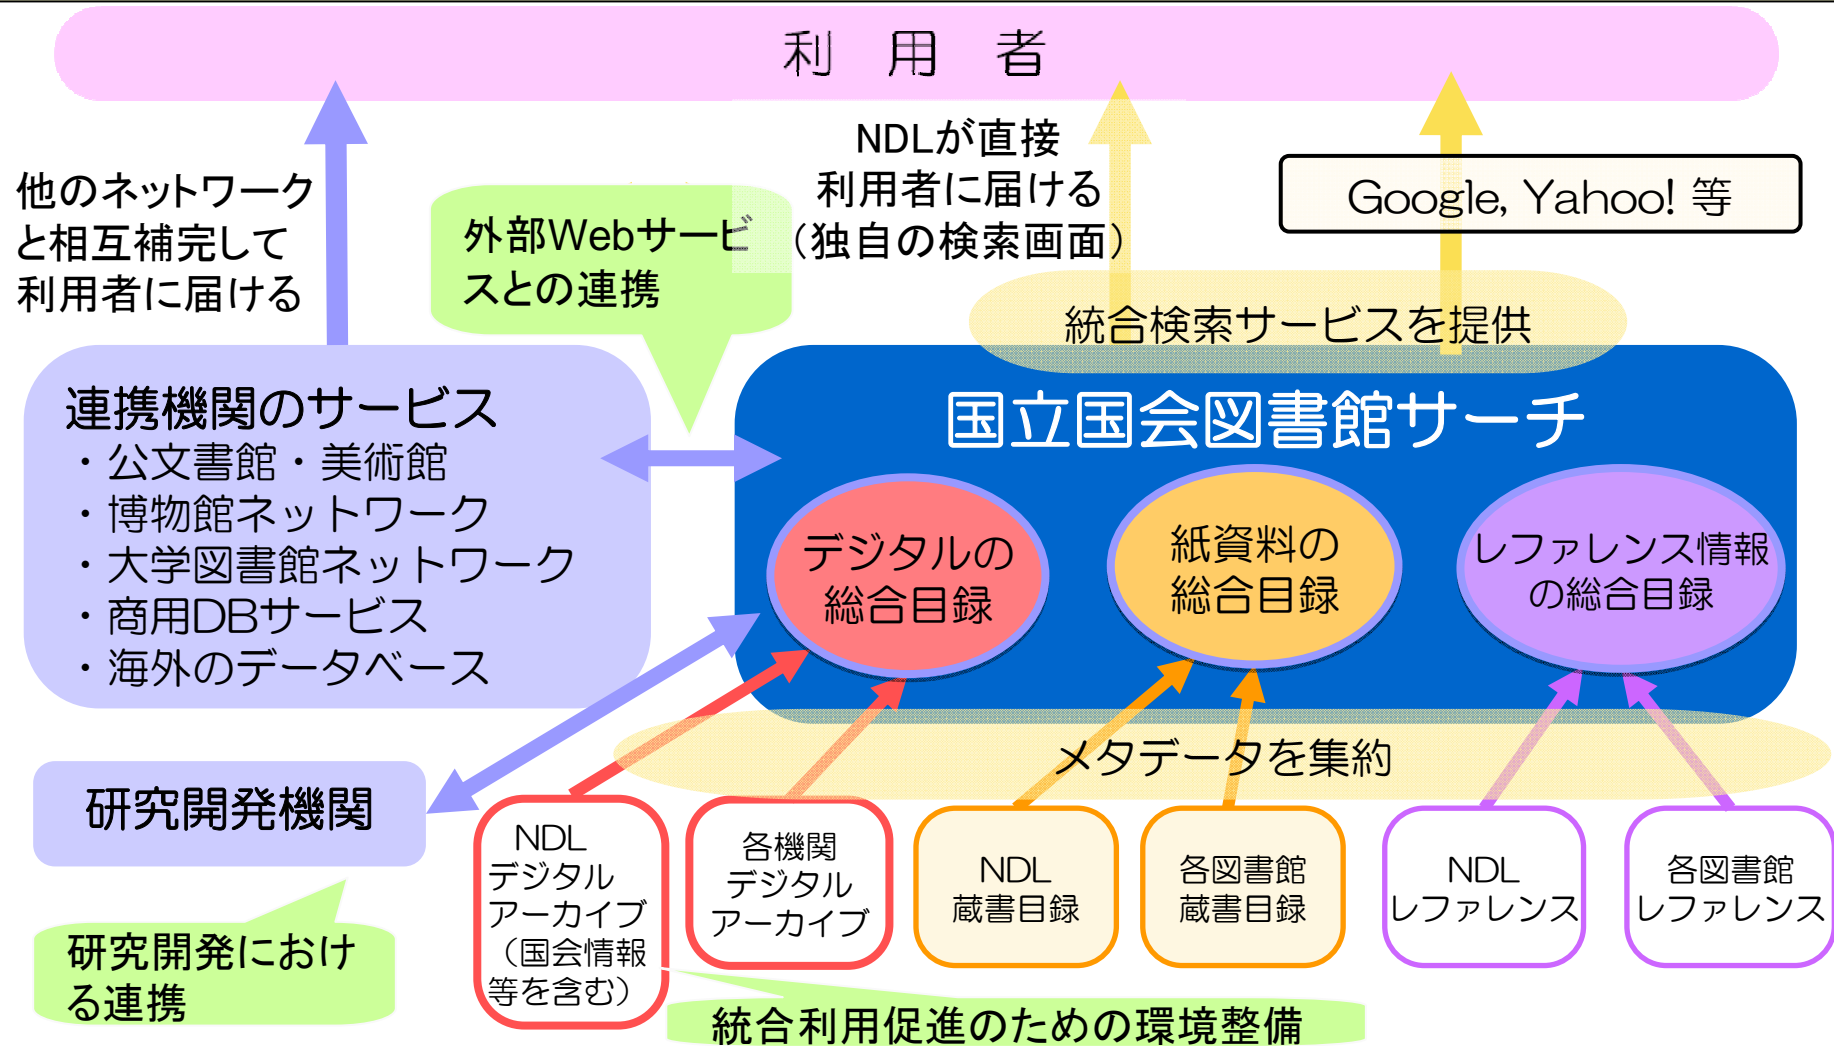 利 用 者
他のネットワーク
と相互補完して
利用者に届ける
外部Webサービ
スとの連携
NDLが直接
利用者に届ける
（独自の検索画面）
Google, Yahoo! 等
統合検索サービスを提供
連携機関のサービス
・公文書館・美術館
・博物館ネットワーク
・大学図書館ネットワーク
・商用DBサービス
・海外のデータベース
国立国会図書館サーチ
デジタルの
総合目録
紙資料の
総合目録
レファレンス情報
の総合目録
メタデータを集約
研究開発機関
研究開発におけ
る連携
NDL
デジタル
アーカイブ
（国会情報
等を含む）
各機関
デジタル
アーカイブ
NDL
蔵書目録
各図書館
蔵書目録
NDL
レファレンス
各図書館
レファレンス
統合利用促進のための環境整備